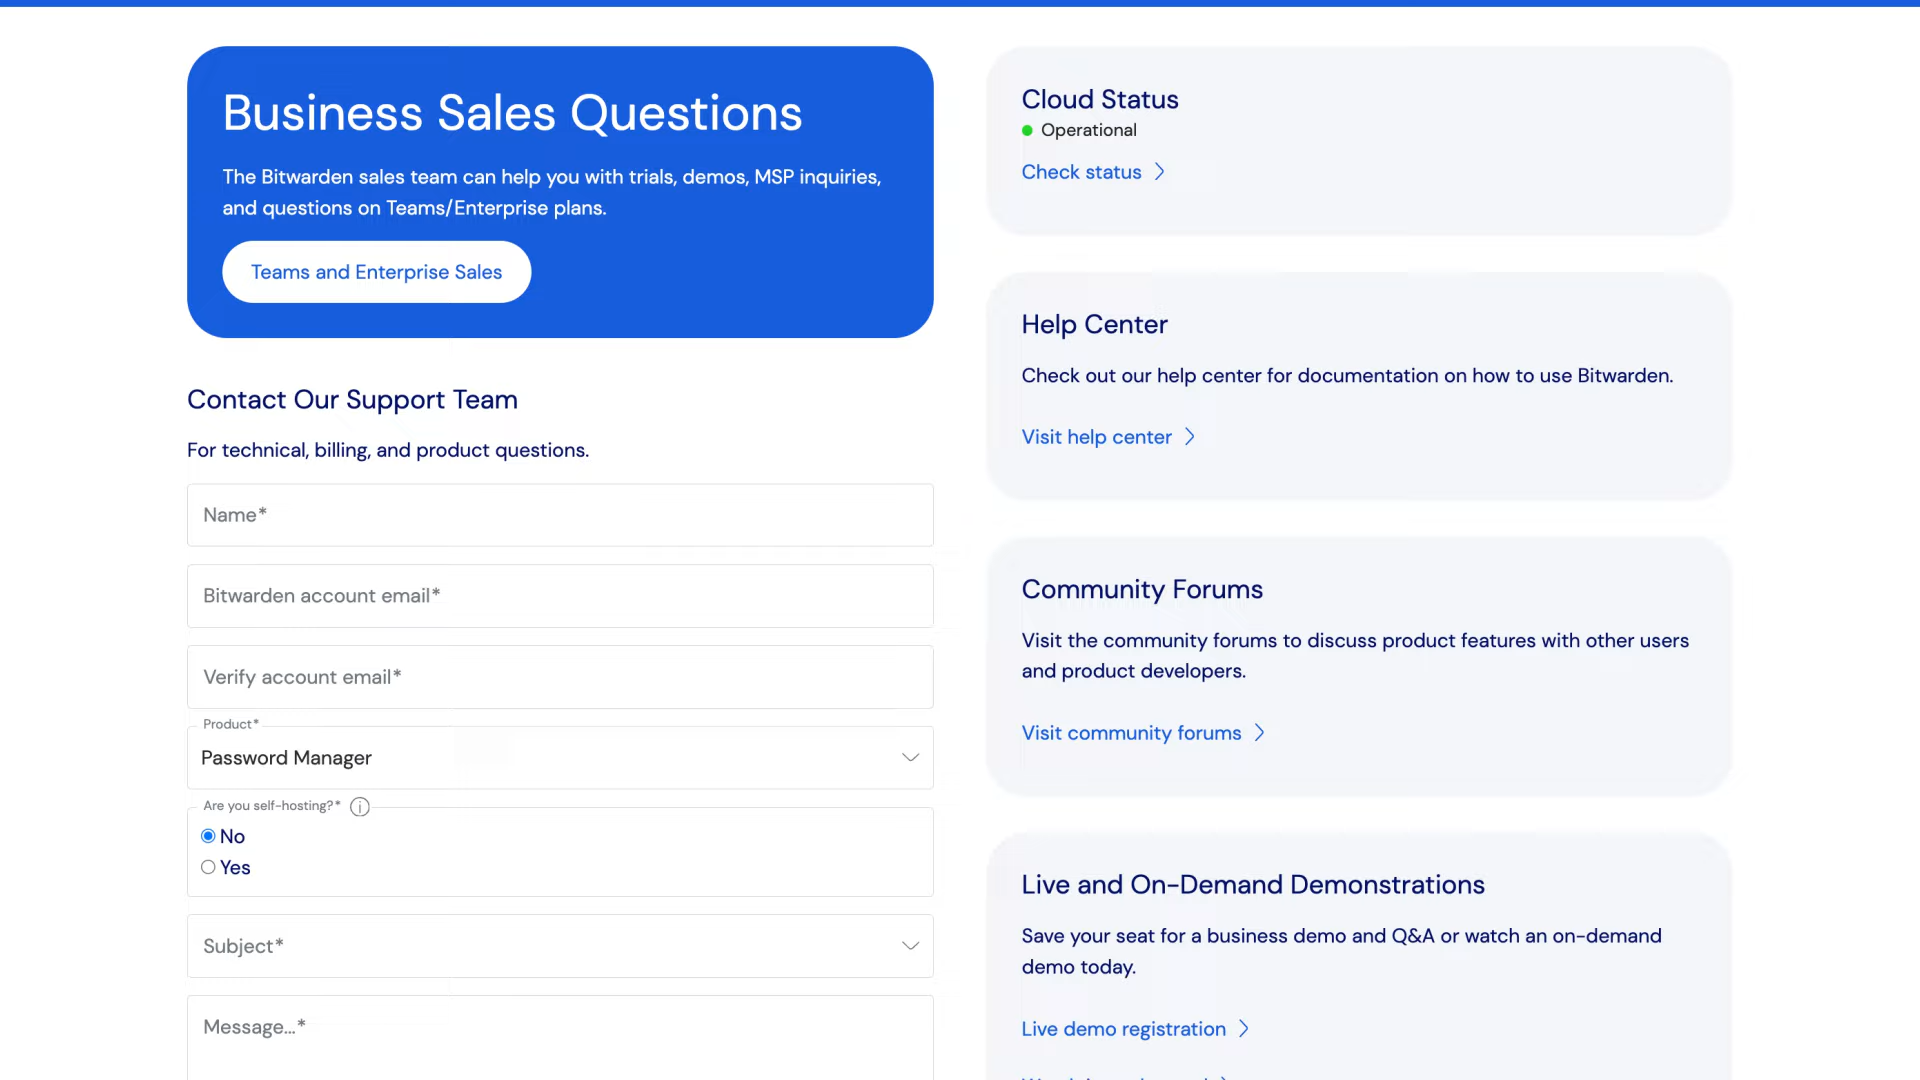 Business Sales Questions
The Bitwarden sales team can help you with trials, demos, MSP inquiries,
and questions on Teams/Enterprise plans.
Teams and Enterprise Sales
Contact Our Support Team
For technical, billing, and product questions.
Name*
Bitwarden account email*
Verify account email*
Product*
Password Manager
Are you self-hosting?*
No
Yes
Subject*
Message...*
Cloud Status
Operational
Check status
Help Center
Check out our help center for documentation on how to use Bitwarden.
Visit help center
Community Forums
Visit the community forums to discuss product features with other users
and product developers.
Visit community forums
Live and On-Demand Demonstrations
Save your seat for a business demo and Q&A or watch an on-demand
demo today.
Live demo registration